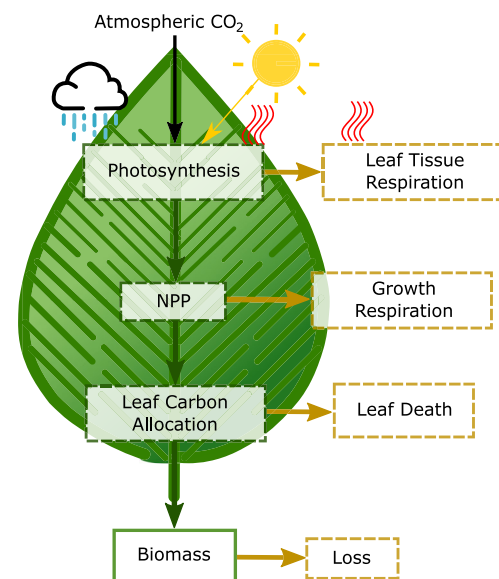 Atmospheric CO₂
Photosynthesis
Leaf Tissue
Respiration
NPP
Growth
Respiration
Leaf Carbon
Allocation
Leaf Death
Biomass
Loss